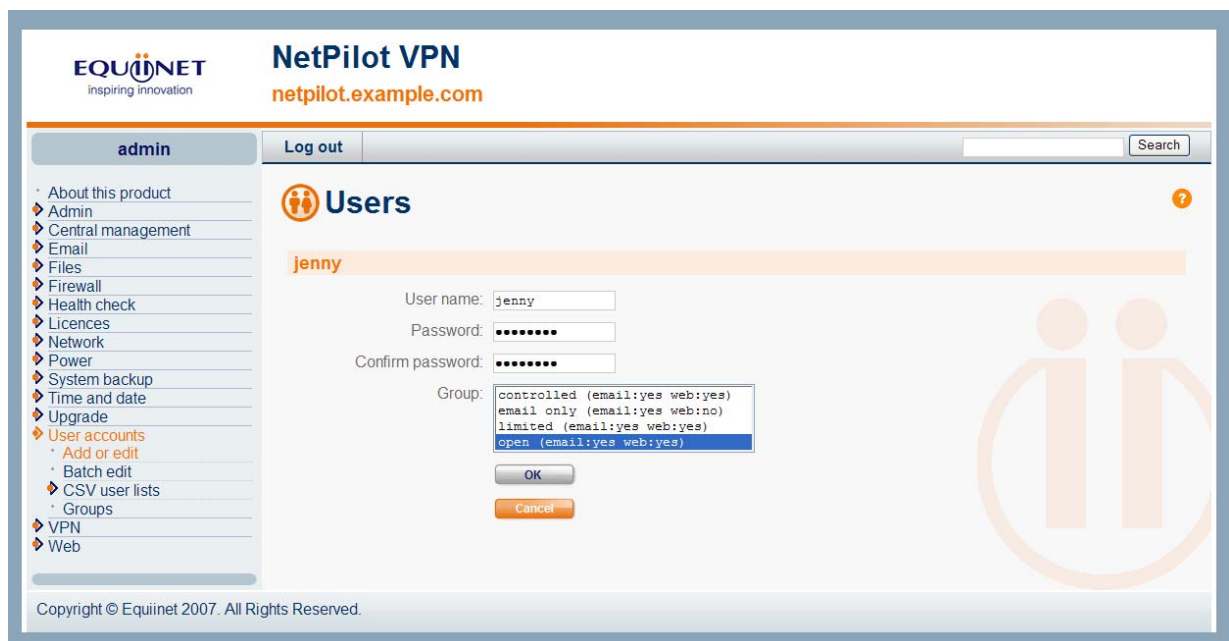 EQUiiNET
inspiring innovation
NetPilot VPN
netpilot.example.com
admin
Log out
Search
About this product
Admin
Central management
Email
Files
Firewall
Health check
Licences
Network
Power
System backup
Time and date
Upgrade
User accounts
Add or edit
Batch edit
CSV user lists
Groups
VPN
Web
Users
?
jenny
User name: jenny
Password: ••••••••
Confirm password: ••••••••
Group: controlled (email:yes web:yes)
email only (email:yes web:no)
limited (email:yes web:yes)
open (email:yes web:yes)
OK
Cancel
Copyright © Equiinet 2007. All Rights Reserved.